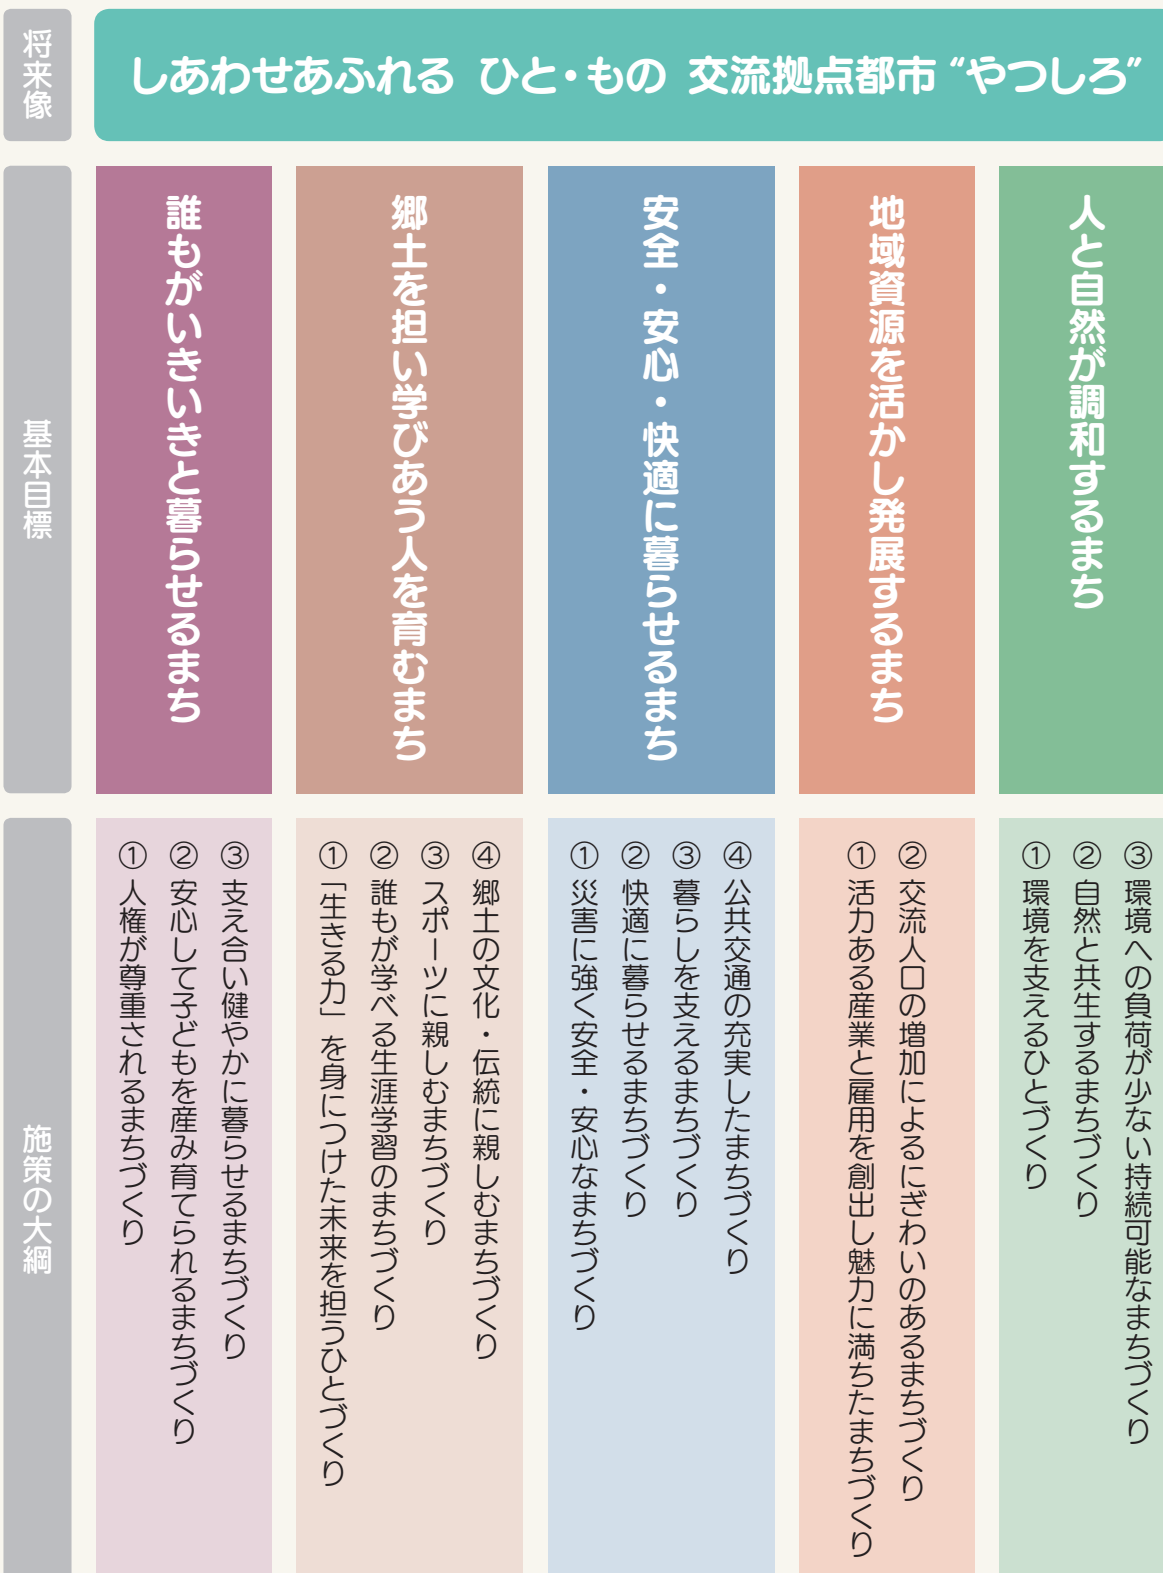 将来像
しあわせあふれる ひと・もの 交流拠点都市 “やつしろ”
基本目標
誰もがいきいきと暮らせるまち
郷土を担い学びあう人を育むまち
安全・安心・快適に暮らせるまち
地域資源を活かし発展するまち
人と自然が調和するまち
施策の大綱
① 人権が尊重されるまちづくり
② 安心して子どもを産み育てられるまちづくり
③ 支え合い健やかに暮らせるまちづくり
① 「生きる力」を身につけた未来を担うひとづくり
② 誰もが学べる生涯学習のまちづくり
③ スポーツに親しむまちづくり
④ 郷土の文化・伝統に親しむまちづくり
① 災害に強く安全・安心なまちづくり
② 快適に暮らせるまちづくり
③ 暮らしを支えるまちづくり
④ 公共交通の充実したまちづくり
① 活力ある産業と雇用を創出し魅力に満ちたまちづくり
② 交流人口の増加によるにぎわいのあるまちづくり
① 環境を支えるひとづくり
② 自然と共生するまちづくり
③ 環境への負荷が少ない持続可能なまちづくり